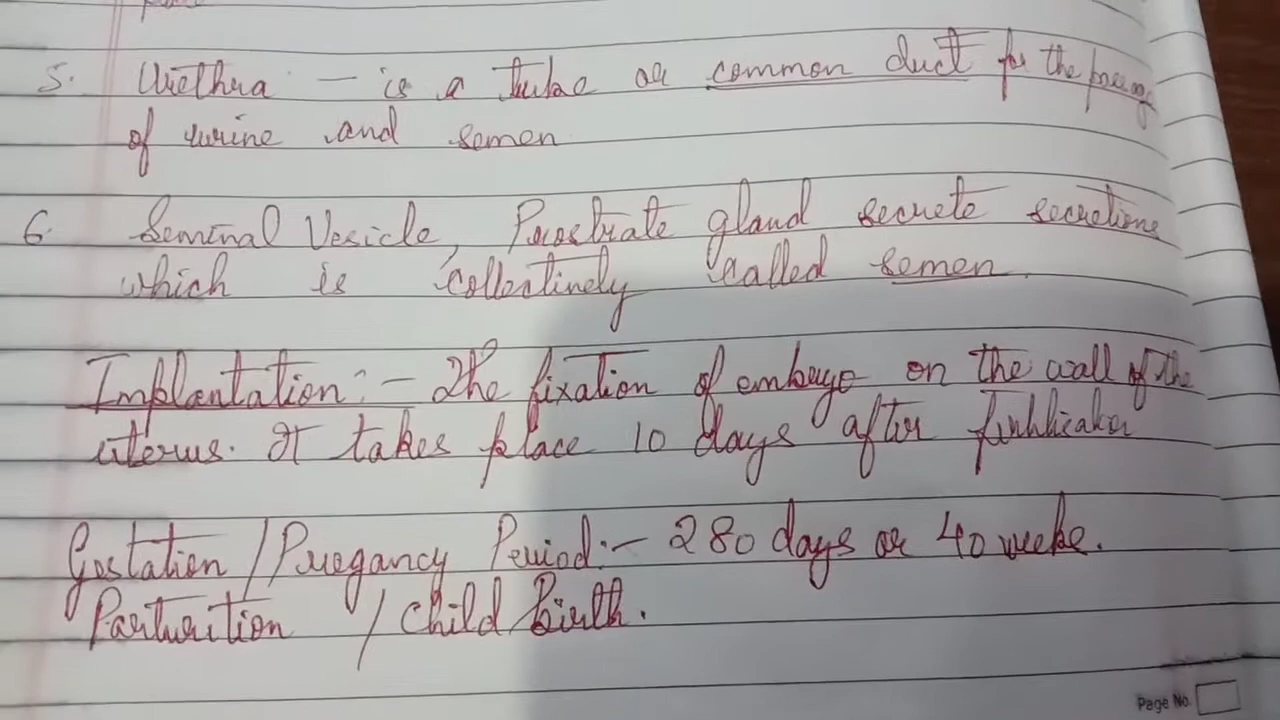 5. Urethra - is a tube or common duct for the passage
of urine and semen
6. Seminal Vesicle, Prostrate gland secrete secretions
which is collectively called semen.
Implantation:- The fixation of embryo on the wall of the
uterus. It takes place 10 days after
Gestation / Pregancy Period:- 280 days or 40 weeks.
Parturition / Child Birth.
Page No.